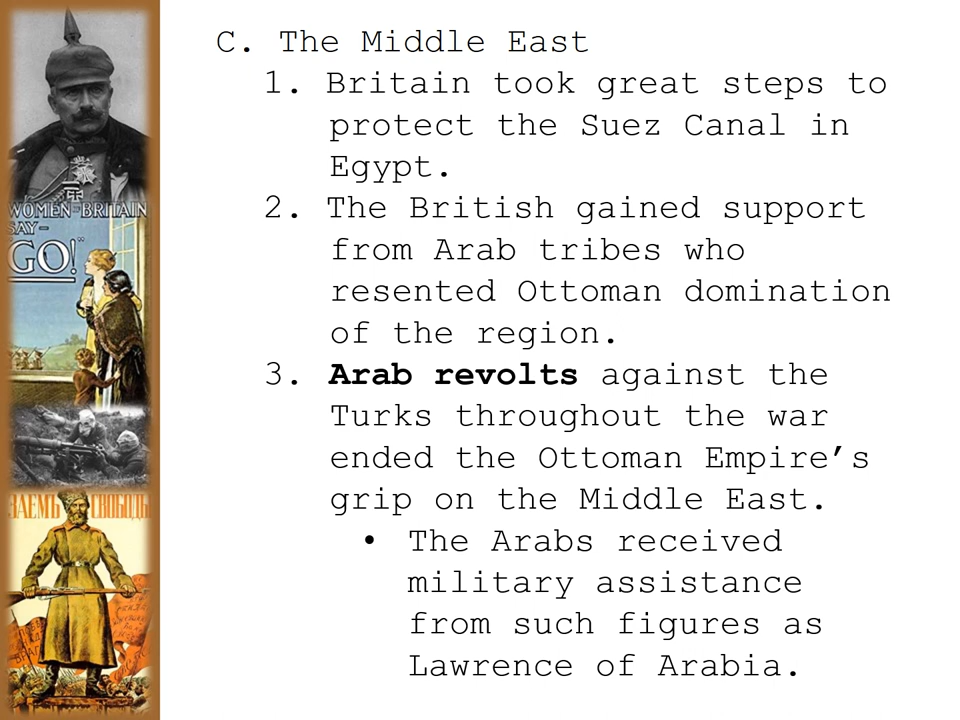 C. The Middle East
1. Britain took great steps to
protect the Suez Canal in
Egypt.
2. The British gained support
from Arab tribes who
resented Ottoman domination
of the region.
3. Arab revolts against the
Turks throughout the war
ended the Ottoman Empire’s
grip on the Middle East.
• The Arabs received
military assistance
from such figures as
Lawrence of Arabia.
WOMEN OF BRITAIN
SAY-
GO!"
ЗАЕМЪ СВОБОДЫ